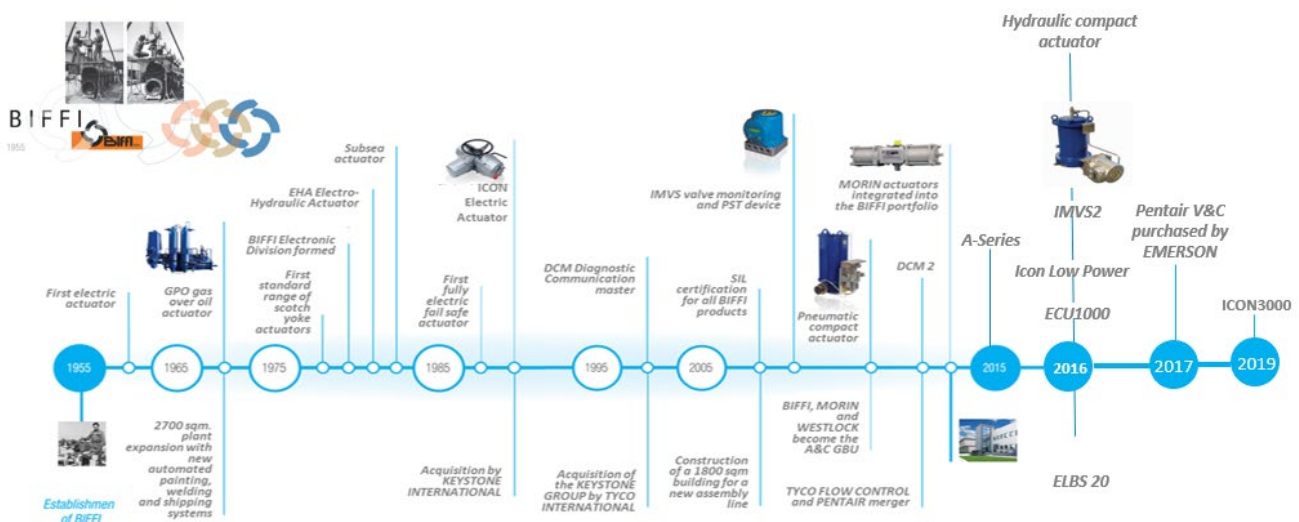 BIFFI
BIFFI
1955
First electric
actuator
GPO gas
over oil
actuator
First
standard
range of
scotch
yoke
actuators
BIFFI Electronic
Division formed
EHA Electro-
Hydraulic Actuator
Subsea
actuator
First
fully
electric
fail safe
actuator
ICON
Electric
Actuator
DCM Diagnostic
Communication
master
SIL
certification
for all BIFFI
products
IMVS valve monitoring
and PST device
Pneumatic
compact
actuator
MORIN actuators
integrated into
the BIFFI portfolio
DCM 2
A-Series
Hydraulic compact
actuator
IMVS2
Icon Low Power
ECU1000
Pentair V&C
purchased by
EMERSON
ICON3000
1955
1965
1975
1985
1995
2005
2015
2016
2017
2019
Establishmen
of BIFFI
2700 sqm.
plant
expansion with
new
automated
painting,
welding
and shipping
systems
Acquisition by
KEYSTONE
INTERNATIONAL
Acquisition of
the KEYSTONE
GROUP by TYCO
INTERNATIONAL
Construction
of a 1800 sqm
building for a
new assembly
line
BIFFI, MORIN
and
WESTLOCK
become the
A&C GBU
TYCO FLOW CONTROL
and PENTAIR merger
ELBS 20